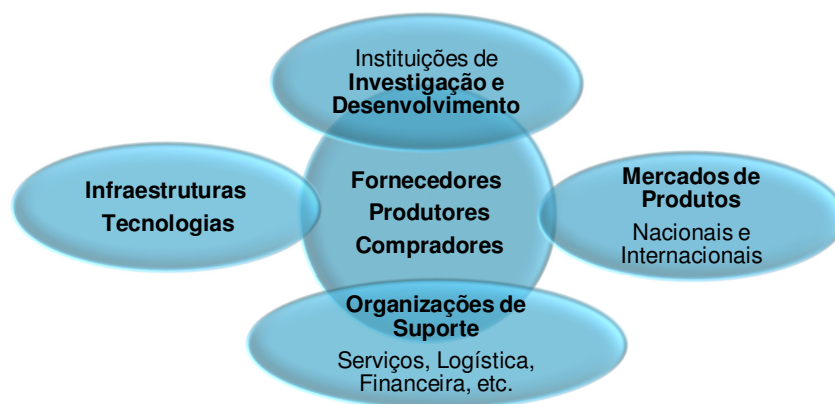 Instituições de
Investigação e
Desenvolvimento
Infraestruturas
Tecnologias
Fornecedores
Produtores
Compradores
Mercados de
Produtos
Nacionais e
Internacionais
Organizações de
Suporte
Serviços, Logística,
Financeira, etc.